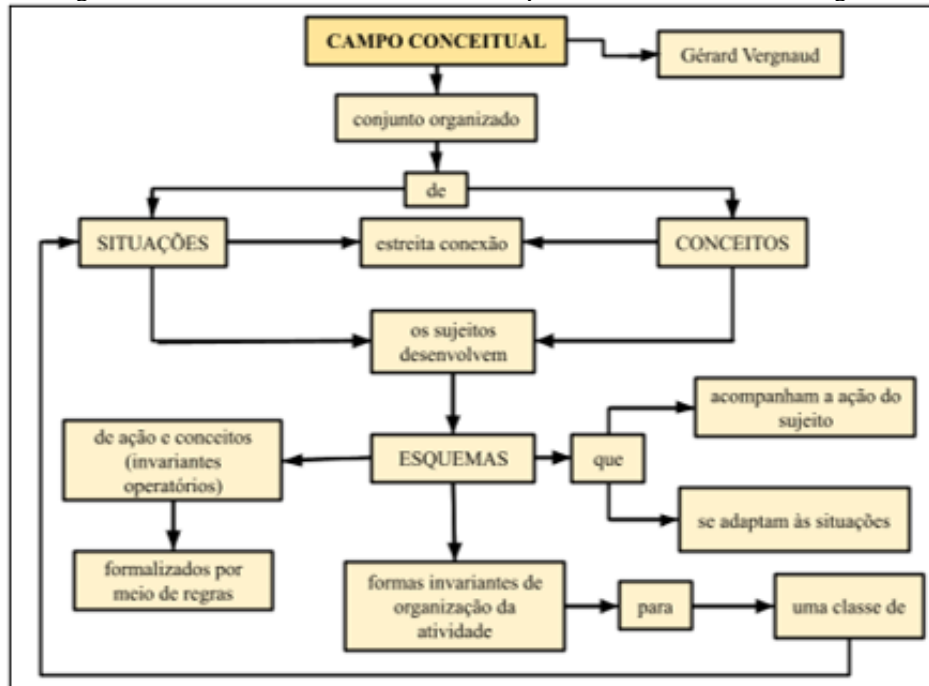 CAMPO CONCEITUAL
Gérard Vergnaud
conjunto organizado
de
SITUAÇÕES
estreita conexão
CONCEITOS
os sujeitos
desenvolvem
acompanham a ação do
sujeito
de ação e conceitos
(invariantes
operatórios)
ESQUEMAS
que
se adaptam às situações
formalizados por
meio de regras
formas invariantes de
organização da
atividade
para
uma classe de